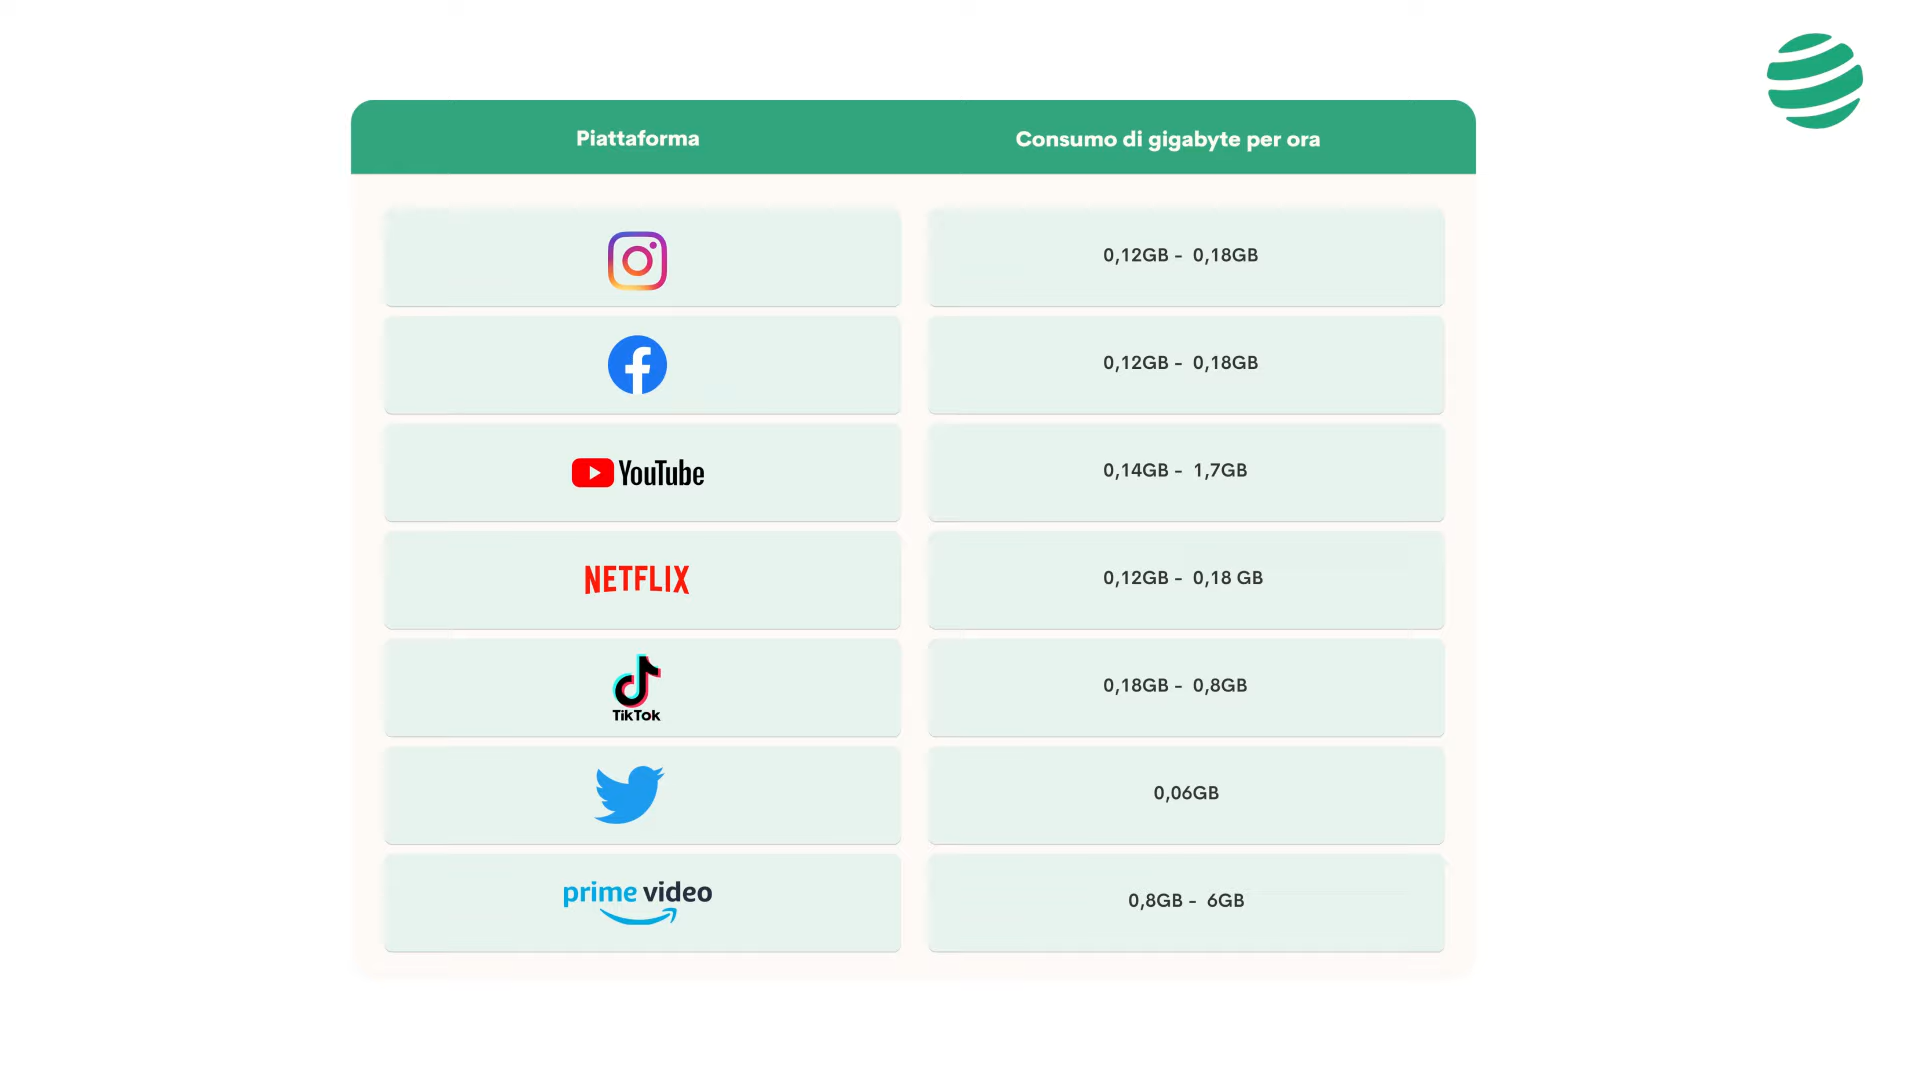 Piattaforma Consumo di gigabyte per ora
0,12GB - 0,18GB
0,12GB - 0,18GB
YouTube 0,14GB - 1,7GB
NETFLIX 0,12GB - 0,18 GB
TikTok 0,18GB - 0,8GB
0,06GB
prime video 0,8GB - 6GB